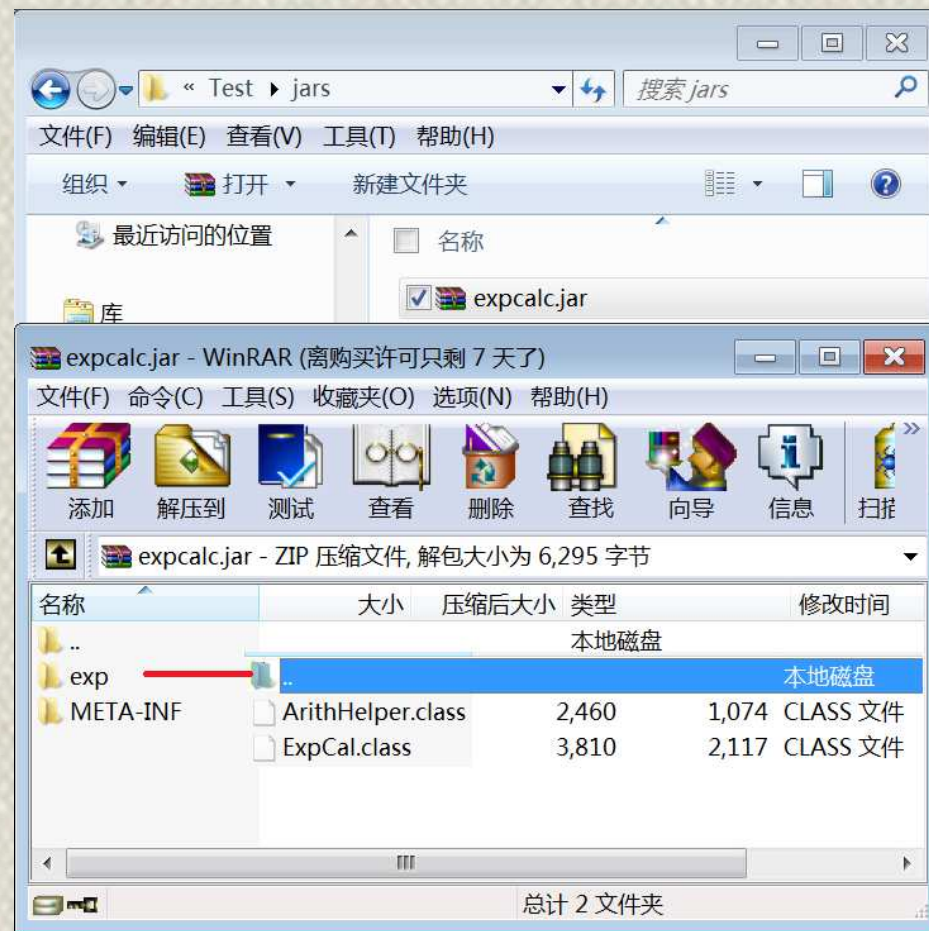 « Test ▸ jars 搜索 jars
文件(F) 编辑(E) 查看(V) 工具(T) 帮助(H)
组织 打开 新建文件夹
最近访问的位置 名称
expcalc.jar
库
expcalc.jar - WinRAR (离购买许可只剩 7 天了)
文件(F) 命令(C) 工具(S) 收藏夹(O) 选项(N) 帮助(H)
添加 解压到 测试 查看 删除 查找 向导 信息 扫描
expcalc.jar - ZIP 压缩文件, 解包大小为 6,295 字节
名称 大小 压缩后大小 类型 修改时间
.. 本地磁盘
exp .. 本地磁盘
META-INF ArithHelper.class 2,460 1,074 CLASS 文件
ExpCal.class 3,810 2,117 CLASS 文件
总计 2 文件夹